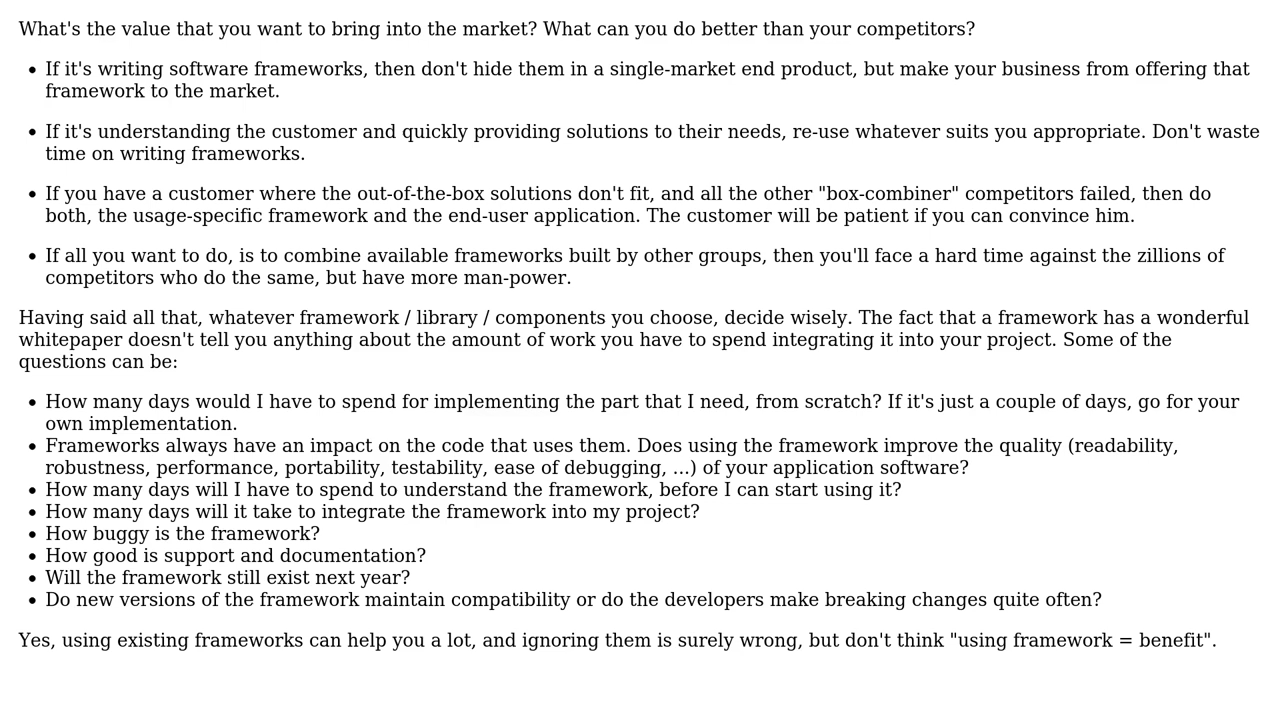 What's the value that you want to bring into the market? What can you do better than your competitors?
• If it's writing software frameworks, then don't hide them in a single-market end product, but make your business from offering that
framework to the market.
• If it's understanding the customer and quickly providing solutions to their needs, re-use whatever suits you appropriate. Don't waste
time on writing frameworks.
• If you have a customer where the out-of-the-box solutions don't fit, and all the other "box-combiner" competitors failed, then do
both, the usage-specific framework and the end-user application. The customer will be patient if you can convince him.
• If all you want to do, is to combine available frameworks built by other groups, then you'll face a hard time against the zillions of
competitors who do the same, but have more man-power.
Having said all that, whatever framework / library / components you choose, decide wisely. The fact that a framework has a wonderful
whitepaper doesn't tell you anything about the amount of work you have to spend integrating it into your project. Some of the
questions can be:
• How many days would I have to spend for implementing the part that I need, from scratch? If it's just a couple of days, go for your
own implementation.
• Frameworks always have an impact on the code that uses them. Does using the framework improve the quality (readability,
robustness, performance, portability, testability, ease of debugging, ...) of your application software?
• How many days will I have to spend to understand the framework, before I can start using it?
• How many days will it take to integrate the framework into my project?
• How buggy is the framework?
• How good is support and documentation?
• Will the framework still exist next year?
• Do new versions of the framework maintain compatibility or do the developers make breaking changes quite often?
Yes, using existing frameworks can help you a lot, and ignoring them is surely wrong, but don't think "using framework = benefit".